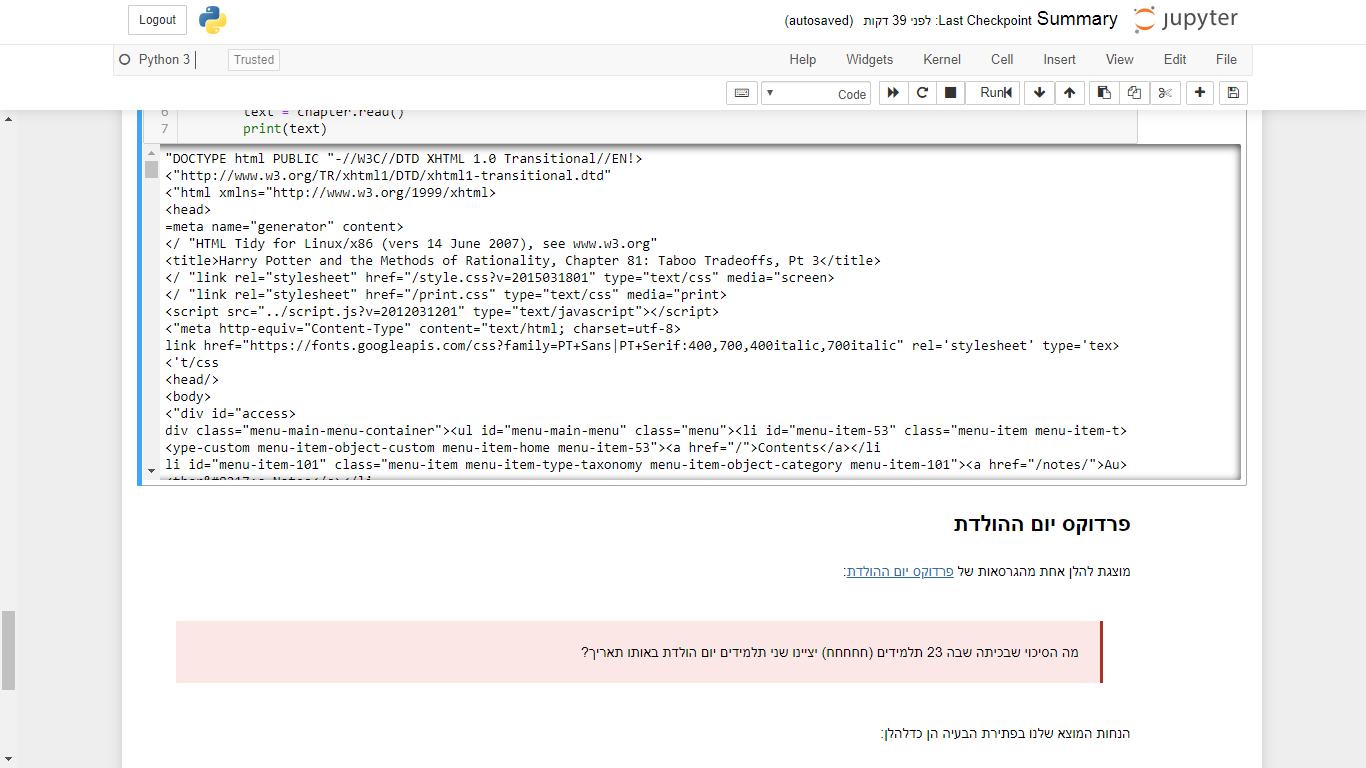 jupyter Summary Last Checkpoint: לפני 39 דקות (autosaved) Logout
File Edit View Insert Cell Kernel Widgets Help Trusted Python 3
Run Code
6 text = chapter.read()
7 print(text)
"DOCTYPE html PUBLIC "-//W3C//DTD XHTML 1.0 Transitional//EN!>
<"http://www.w3.org/TR/xhtml1/DTD/xhtml1-transitional.dtd"
<"html xmlns="http://www.w3.org/1999/xhtml>
<head>
=meta name="generator" content>
</ "HTML Tidy for Linux/x86 (vers 14 June 2007), see www.w3.org"
<title>Harry Potter and the Methods of Rationality, Chapter 81: Taboo Tradeoffs, Pt 3</title>
</ "link rel="stylesheet" href="/style.css?v=2015031801" type="text/css" media="screen>
</ "link rel="stylesheet" href="/print.css" type="text/css" media="print>
<script src="../script.js?v=2012031201" type="text/javascript"></script>
<"meta http-equiv="Content-Type" content="text/html; charset=utf-8>
link href="https://fonts.googleapis.com/css?family=PT+Sans|PT+Serif:400,700,400italic,700italic" rel='stylesheet' type='tex>
<'t/css
<head/>
<body>
<"div id="access>
div class="menu-main-menu-container"><ul id="menu-main-menu" class="menu"><li id="menu-item-53" class="menu-item menu-item-t>
<ype-custom menu-item-object-custom menu-item-home menu-item-53"><a href="/">Contents</a></li
li id="menu-item-101" class="menu-item menu-item-type-taxonomy menu-item-object-category menu-item-101"><a href="/notes/">Au>
פרדוקס יום ההולדת
מוצגת להלן אחת מהגרסאות של פרדוקס יום ההולדת:
מה הסיכוי שבכיתה שבה 23 תלמידים (חחחחח) יציינו שני תלמידים יום הולדת באותו תאריך?
הנחות המוצא שלנו בפתירת הבעיה הן כדלהלן: